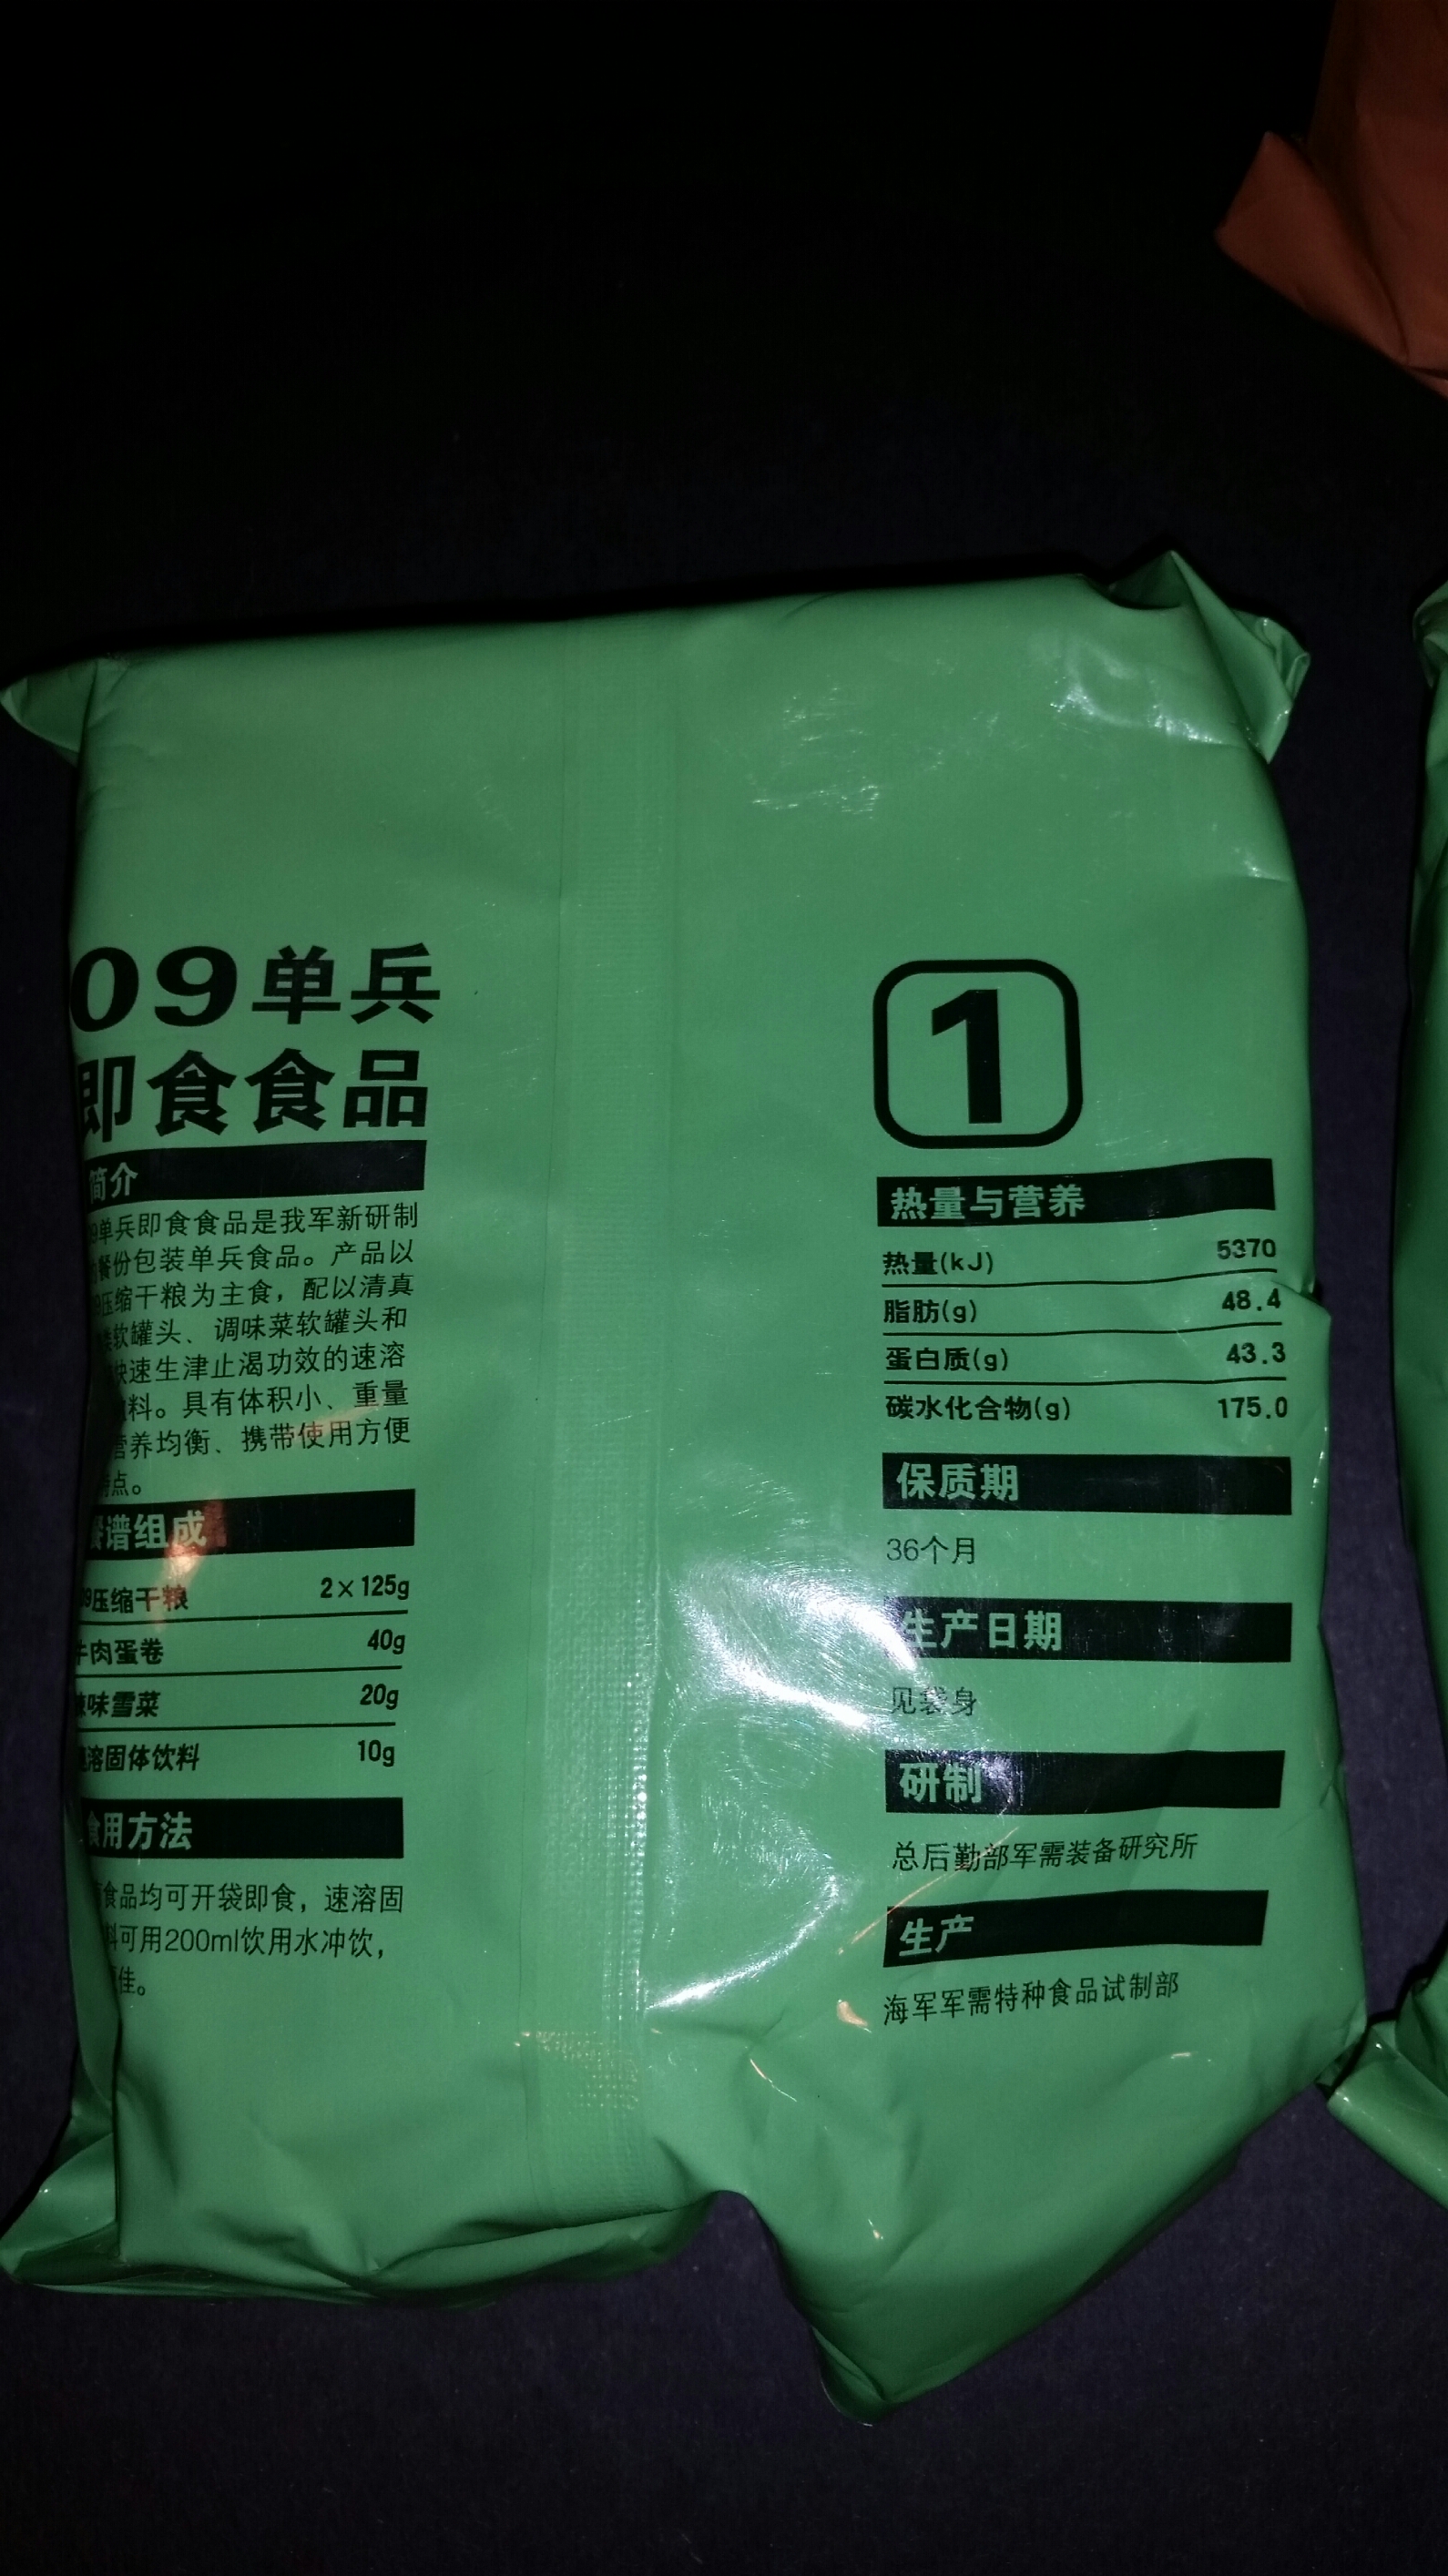 09单兵
即食食品
简介
09单兵即食食品是我军新研制
餐份包装单兵食品。产品以
09压缩干粮为主食，配以清真
软罐头、调味菜软罐头和
快速生津止渴功效的速溶
料。具有体积小、重量
营养均衡、携带使用方便
特点。
餐谱组成
09压缩干粮 2×125g
牛肉蛋卷 40g
味雪菜 20g
速溶固体饮料 10g
食用方法
食品均可开袋即食，速溶固
料可用200ml饮用水冲饮，
佳。
1
热量与营养
热量(kJ) 5370
脂肪(g) 48.4
蛋白质(g) 43.3
碳水化合物(g) 175.0
保质期
36个月
生产日期
见袋身
研制
总后勤部军需装备研究所
生产
海军军需特种食品试制部